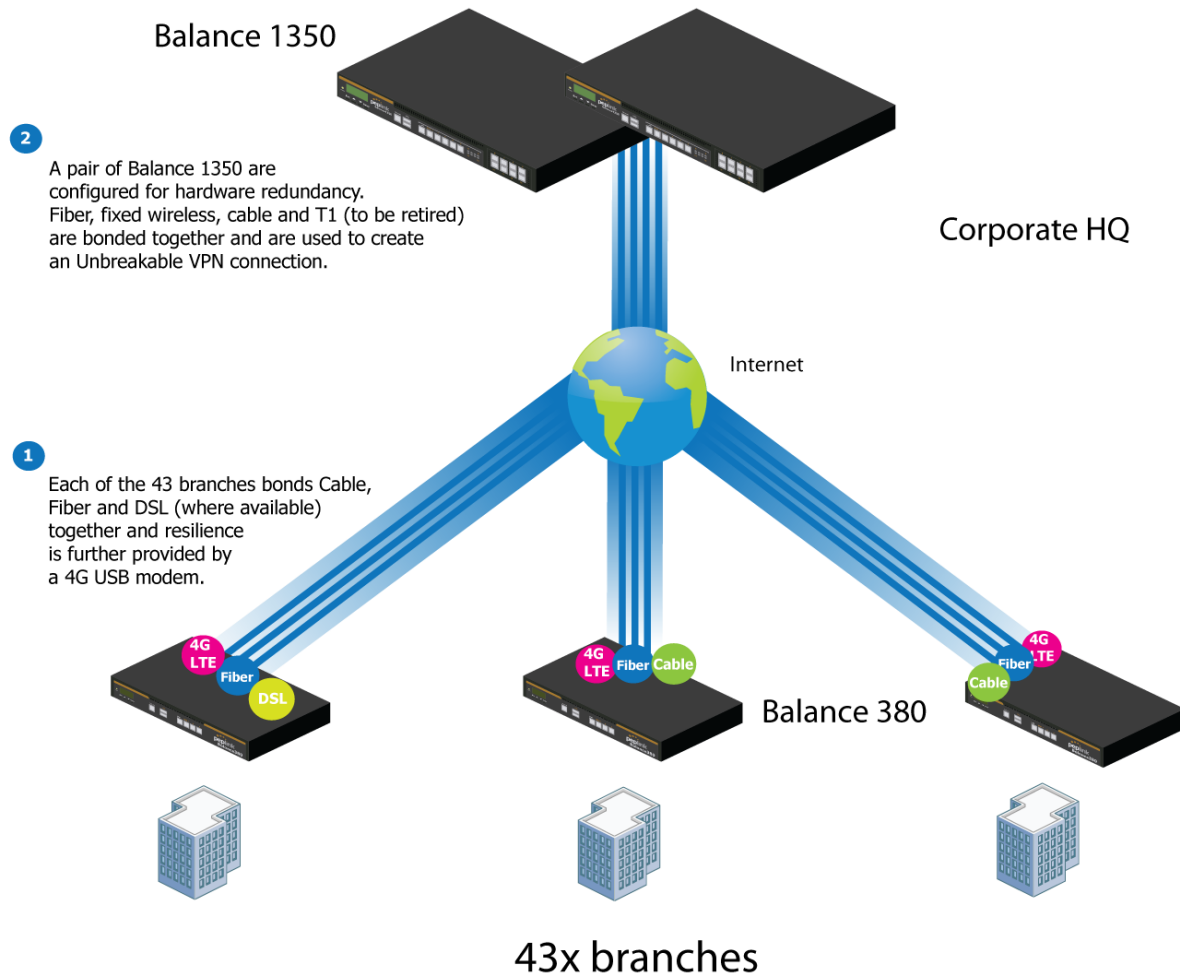 Balance 1350
2
A pair of Balance 1350 are
configured for hardware redundancy.
Fiber, fixed wireless, cable and T1 (to be retired)
are bonded together and are used to create
an Unbreakable VPN connection.
Corporate HQ
Internet
1
Each of the 43 branches bonds Cable,
Fiber and DSL (where available)
together and resilience
is further provided by
a 4G USB modem.
4G
LTE
Fiber
DSL
4G
LTE
Fiber
Cable
4G
LTE
Fiber
Cable
Balance 380
peplink
peplink
peplink
43x branches